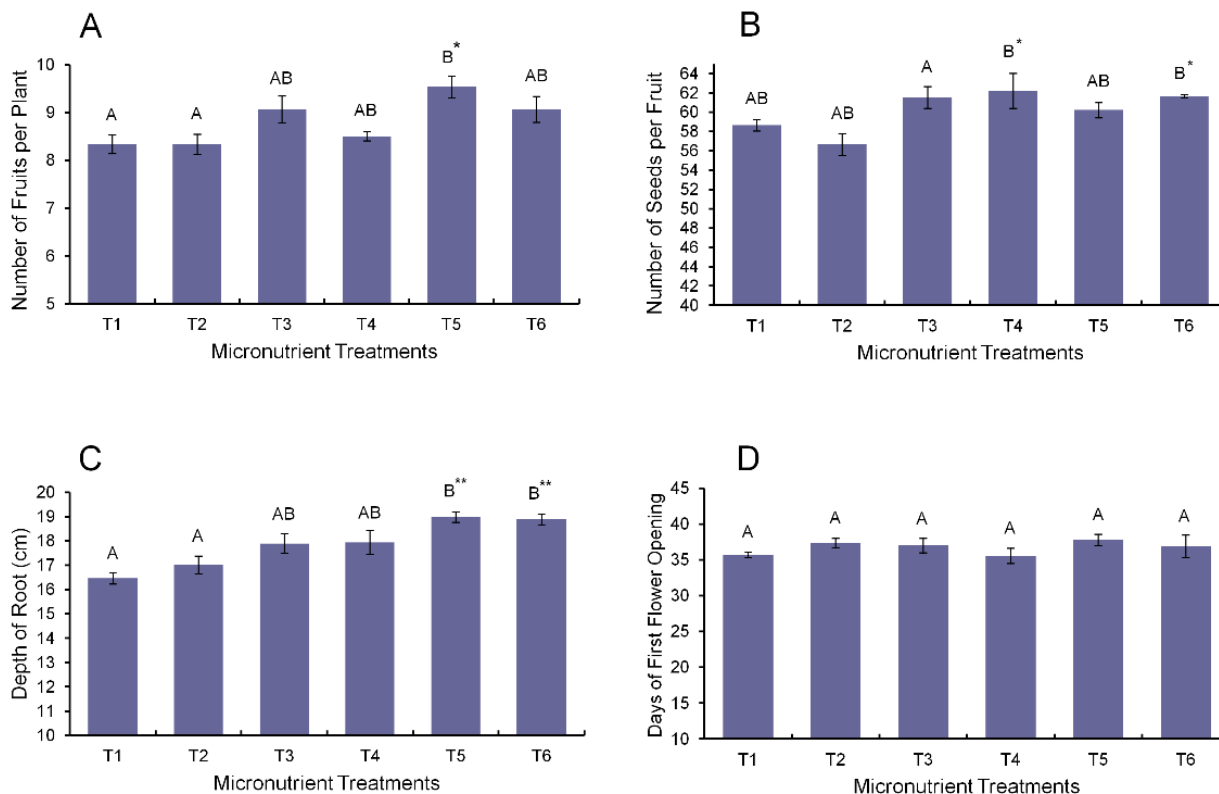 A
Number of Fruits per Plant
10
9
8
7
6
5
A
A
AB
AB
B*
AB
T1 T2 T3 T4 T5 T6
Micronutrient Treatments
B
Number of Seeds per Fruit
64
62
60
58
56
54
52
50
48
46
44
42
40
AB
AB
A
B*
AB
B*
T1 T2 T3 T4 T5 T6
Micronutrient Treatments
C
Depth of Root (cm)
20
19
18
17
16
15
14
13
12
11
10
A
A
AB
AB
B**
B**
T1 T2 T3 T4 T5 T6
Micronutrient Treatments
D
Days of First Flower Opening
45
40
35
30
25
20
15
10
A
A
A
A
A
A
T1 T2 T3 T4 T5 T6
Micronutrient Treatments